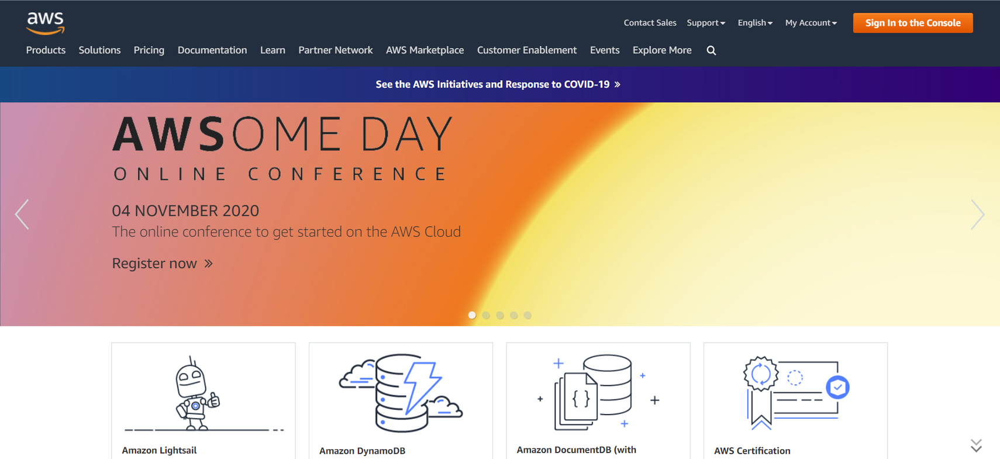 aws
Contact Sales Support English My Account Sign In to the Console
Products Solutions Pricing Documentation Learn Partner Network AWS Marketplace Customer Enablement Events Explore More
See the AWS Initiatives and Response to COVID-19 »
AWSOME DAY
ONLINE CONFERENCE
04 NOVEMBER 2020
The online conference to get started on the AWS Cloud
Register now »
{ }
Amazon Lightsail Amazon DynamoDB Amazon DocumentDB (with AWS Certification